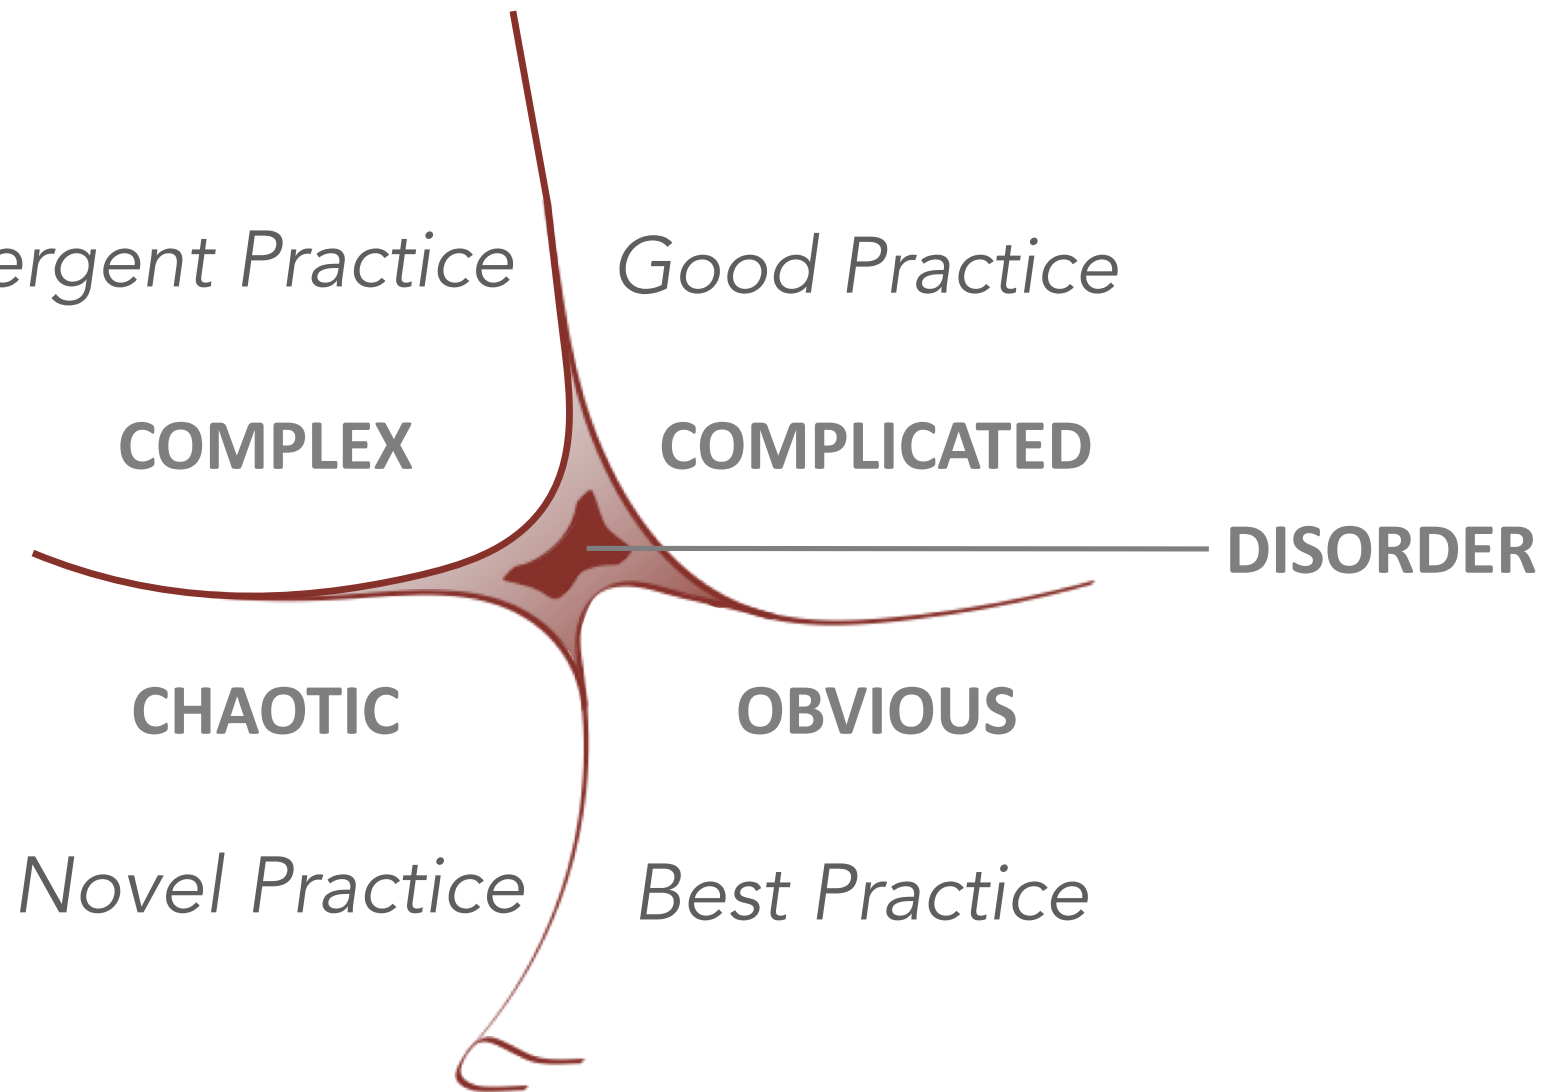 ergent Practice
Good Practice
COMPLEX
COMPLICATED
DISORDER
CHAOTIC
OBVIOUS
Novel Practice
Best Practice